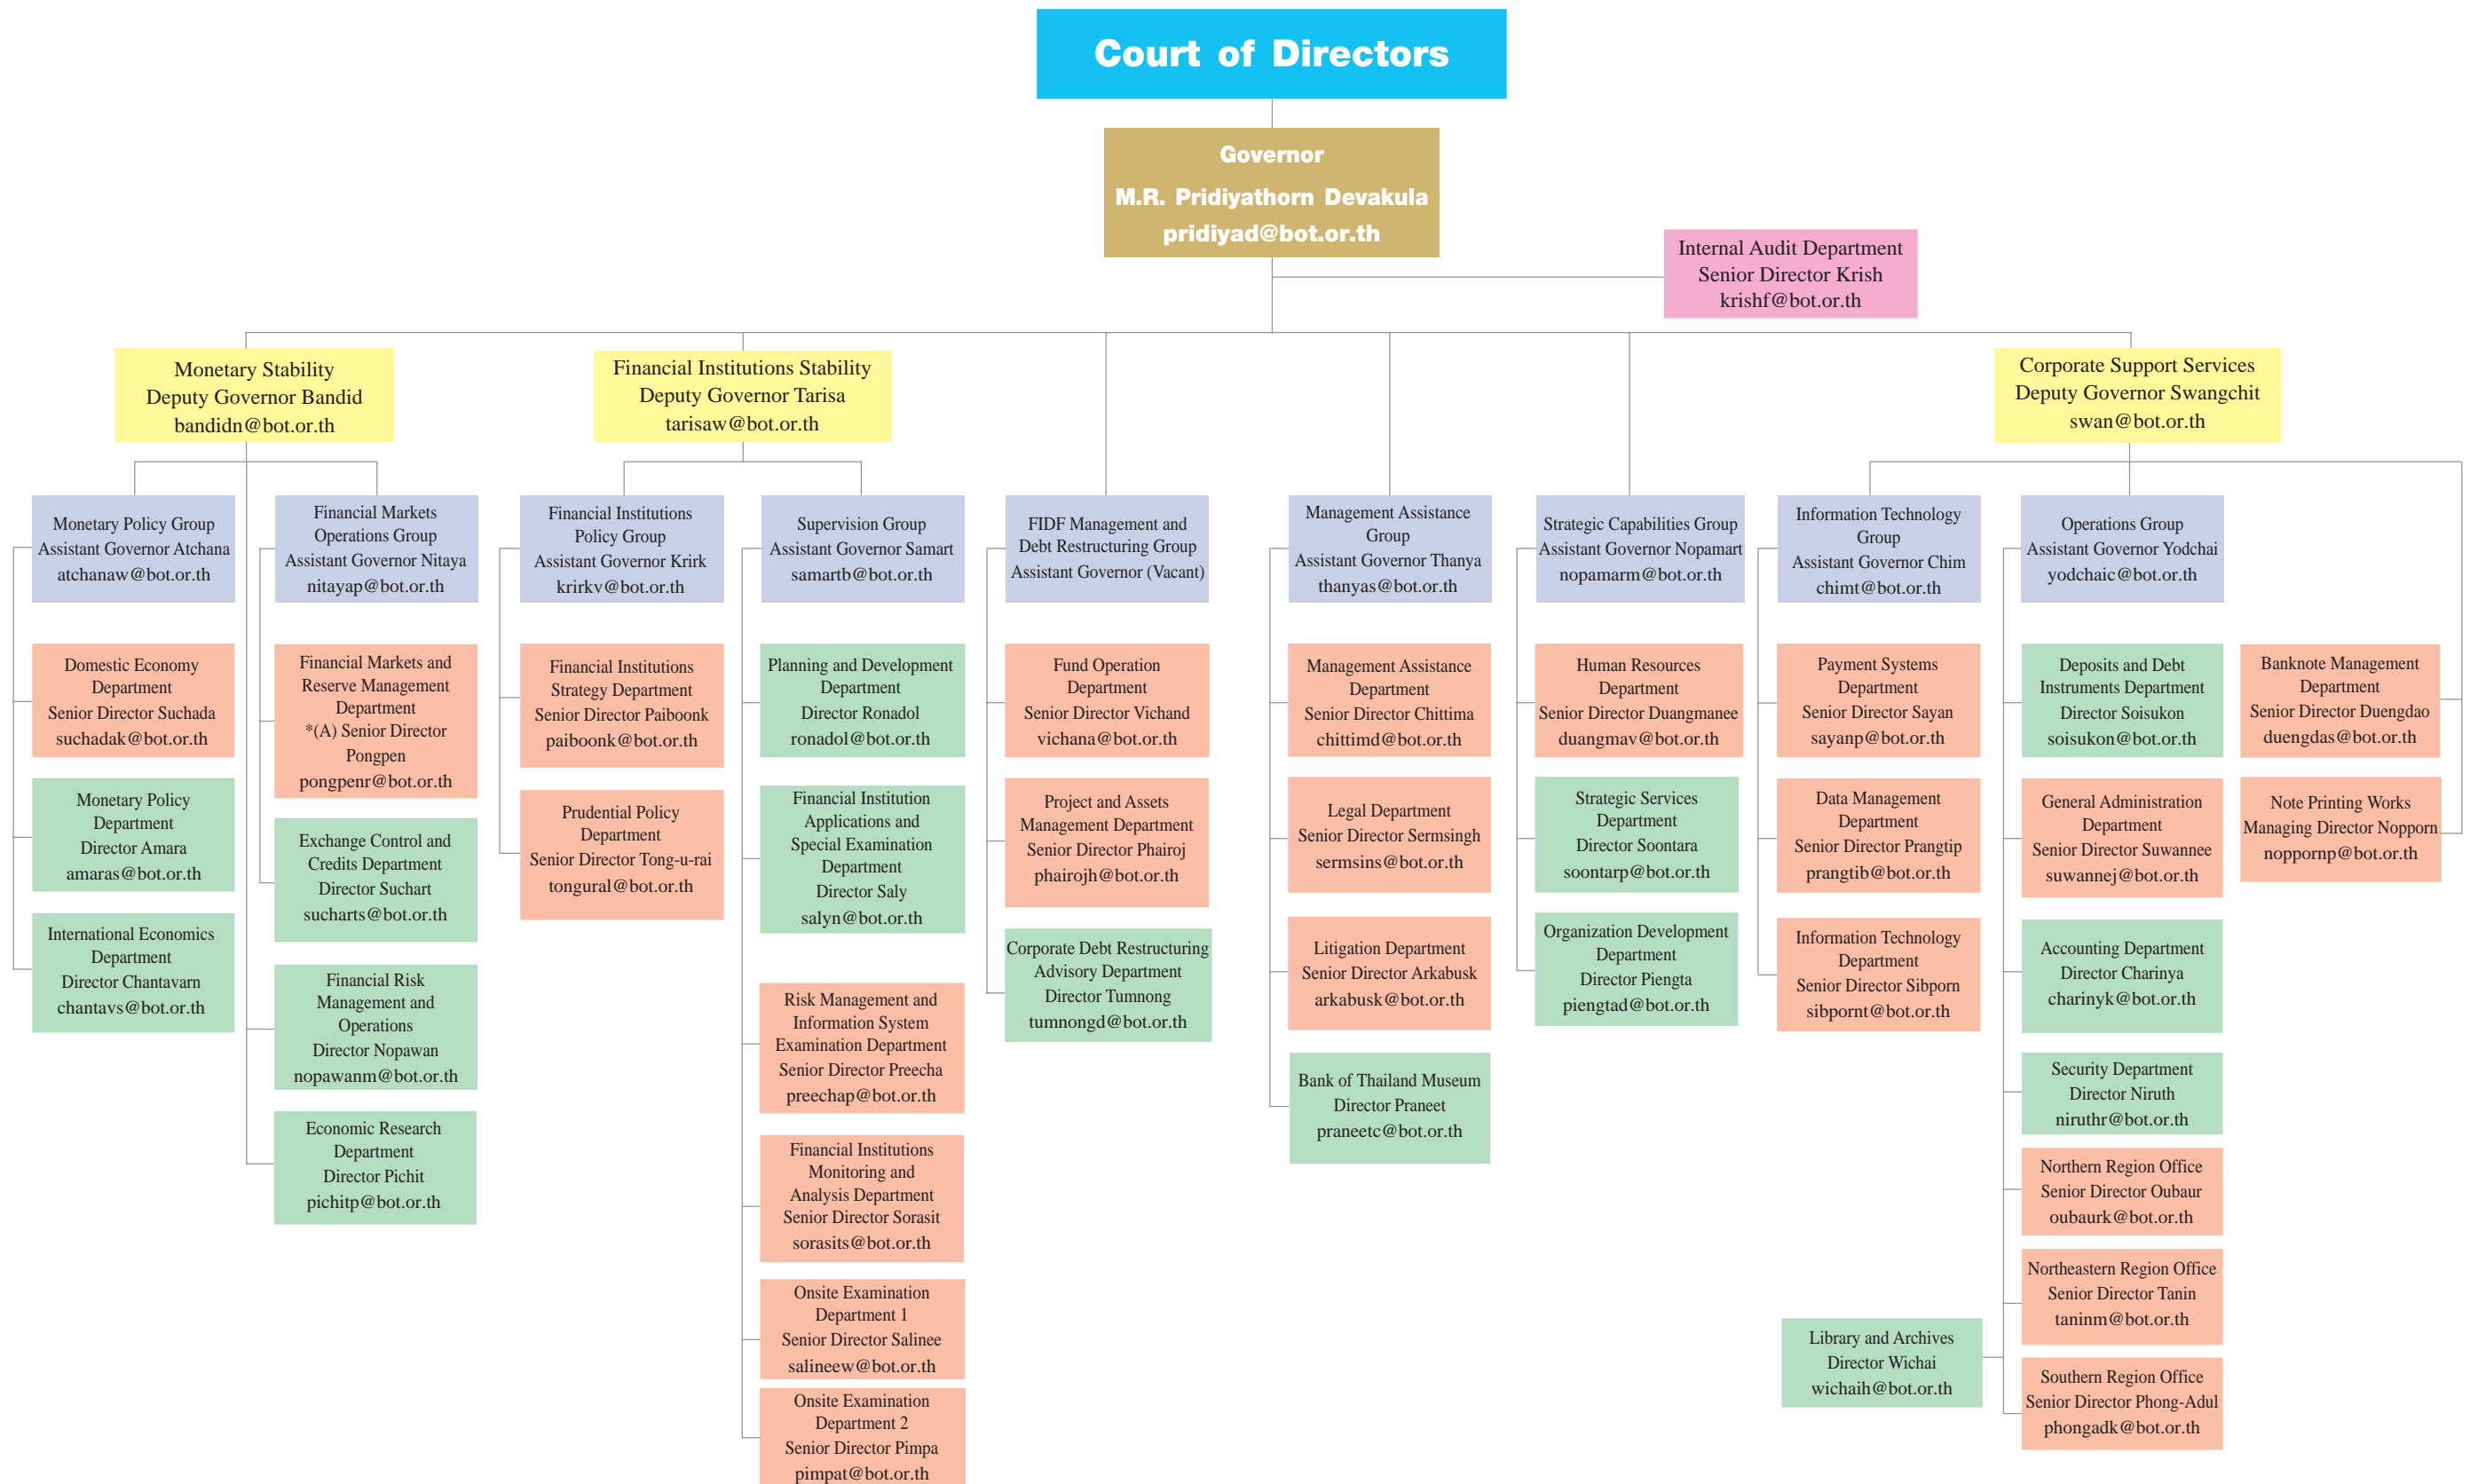 Court of Directors
Governor
M.R. Pridiyathorn Devakula
pridiyad@bot.or.th
Internal Audit Department
Senior Director Krish
krishf@bot.or.th
Monetary Stability
Deputy Governor Bandid
bandidn@bot.or.th
Financial Institutions Stability
Deputy Governor Tarisa
tarisaw@bot.or.th
Corporate Support Services
Deputy Governor Swangchit
swan@bot.or.th
Monetary Policy Group
Assistant Governor Atchana
atchanaw@bot.or.th
Financial Markets
Operations Group
Assistant Governor Nitaya
nitayap@bot.or.th
Financial Institutions
Policy Group
Assistant Governor Krirk
krirkv@bot.or.th
Supervision Group
Assistant Governor Samart
samartb@bot.or.th
FIDF Management and
Debt Restructuring Group
Assistant Governor (Vacant)
Management Assistance
Group
Assistant Governor Thanya
thanyas@bot.or.th
Strategic Capabilities Group
Assistant Governor Nopamart
nopamarm@bot.or.th
Information Technology
Group
Assistant Governor Chim
chimt@bot.or.th
Operations Group
Assistant Governor Yodchai
yodchaic@bot.or.th
Domestic Economy
Department
Senior Director Suchada
suchadak@bot.or.th
Monetary Policy
Department
Director Amara
amaras@bot.or.th
International Economics
Department
Director Chantavarn
chantavs@bot.or.th
Financial Markets and
Reserve Management
Department
*(A) Senior Director
Pongpen
pongpenr@bot.or.th
Exchange Control and
Credits Department
Director Suchart
sucharts@bot.or.th
Financial Risk
Management and
Operations
Director Nopawan
nopawanm@bot.or.th
Economic Research
Department
Director Pichit
pichitp@bot.or.th
Financial Institutions
Strategy Department
Senior Director Paiboonk
paiboonk@bot.or.th
Prudential Policy
Department
Senior Director Tong-u-rai
tongural@bot.or.th
Planning and Development
Department
Director Ronadol
ronadol@bot.or.th
Financial Institution
Applications and
Special Examination
Department
Director Saly
salyn@bot.or.th
Risk Management and
Information System
Examination Department
Senior Director Preecha
preechap@bot.or.th
Financial Institutions
Monitoring and
Analysis Department
Senior Director Sorasit
sorasits@bot.or.th
Onsite Examination
Department 1
Senior Director Salinee
salineew@bot.or.th
Onsite Examination
Department 2
Senior Director Pimpa
pimpat@bot.or.th
Fund Operation
Department
Senior Director Vichand
vichana@bot.or.th
Project and Assets
Management Department
Senior Director Phairoj
phairojh@bot.or.th
Corporate Debt Restructuring
Advisory Department
Director Tumnong
tumnongd@bot.or.th
Management Assistance
Department
Senior Director Chittima
chittimd@bot.or.th
Legal Department
Senior Director Sermsingh
sermsins@bot.or.th
Litigation Department
Senior Director Arkabusk
arkabusk@bot.or.th
Bank of Thailand Museum
Director Praneet
praneetc@bot.or.th
Human Resources
Department
Senior Director Duangmanee
duangmav@bot.or.th
Strategic Services
Department
Director Soontara
soontarp@bot.or.th
Organization Development
Department
Director Piengta
piengtad@bot.or.th
Payment Systems
Department
Senior Director Sayan
sayanp@bot.or.th
Data Management
Department
Senior Director Prangtip
prangtib@bot.or.th
Information Technology
Department
Senior Director Sibporn
sibpornt@bot.or.th
Deposits and Debt
Instruments Department
Director Soisukon
soisukon@bot.or.th
General Administration
Department
Senior Director Suwannee
suwannej@bot.or.th
Accounting Department
Director Charinya
charinyk@bot.or.th
Security Department
Director Niruth
niruthr@bot.or.th
Northern Region Office
Senior Director Oubaur
oubaurk@bot.or.th
Northeastern Region Office
Senior Director Tanin
taninm@bot.or.th
Library and Archives
Director Wichai
wichaih@bot.or.th
Southern Region Office
Senior Director Phong-Adul
phongadk@bot.or.th
Banknote Management
Department
Senior Director Duengdao
duengdas@bot.or.th
Note Printing Works
Managing Director Nopporn
noppornp@bot.or.th